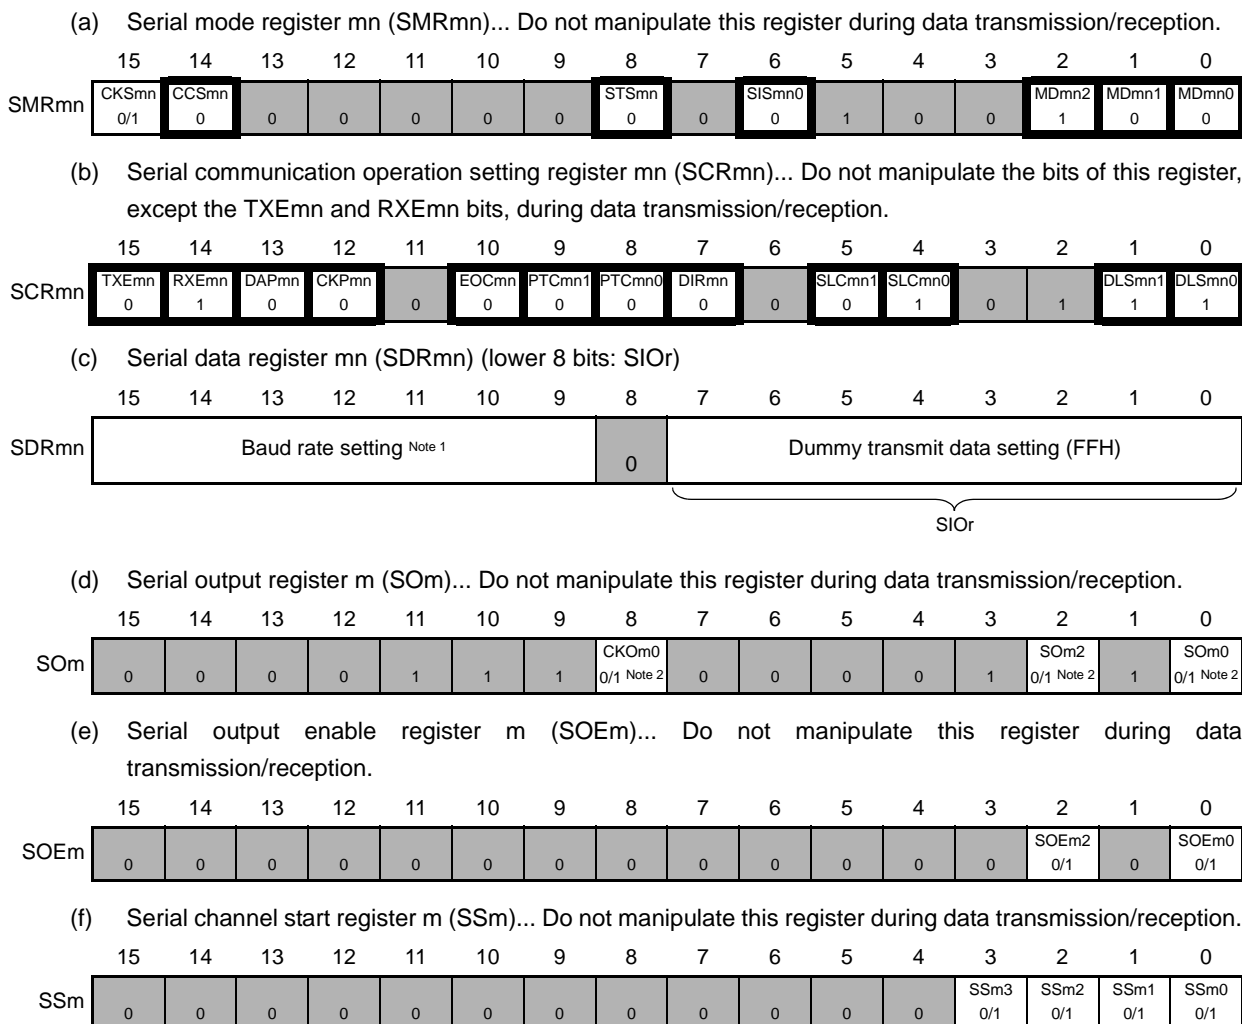 (a) Serial mode register mn (SMRmn)... Do not manipulate this register during data transmission/reception.
15 14 13 12 11 10 9 8 7 6 5 4 3 2 1 0
CKSmn CCSmn STSmn SISmn0 MDmn2 MDmn1 MDmn0
SMRmn 0/1 0 0 0 0 0 0 0 0 0 1 0 0 1 0 0
(b) Serial communication operation setting register mn (SCRmn)... Do not manipulate the bits of this register,
except the TXEmn and RXEmn bits, during data transmission/reception.
15 14 13 12 11 10 9 8 7 6 5 4 3 2 1 0
TXEmn RXEmn DAPmn CKPmn EOCmn PTCmn1 PTCmn0 DIRmn SLCmn1 SLCmn0 DLSmn1 DLSmn0
SCRmn 0 1 0 0 0 0 0 0 0 0 0 1 0 1 1 1
(c) Serial data register mn (SDRmn) (lower 8 bits: SIOr)
15 14 13 12 11 10 9 8 7 6 5 4 3 2 1 0
SDRmn Baud rate setting Note 1 0 Dummy transmit data setting (FFH)
SIOr
(d) Serial output register m (SOm)... Do not manipulate this register during data transmission/reception.
15 14 13 12 11 10 9 8 7 6 5 4 3 2 1 0
CKOm0 SOm2 SOm0
SOm 0 0 0 0 1 1 1 0/1 Note 2 0 0 0 0 1 0/1 Note 2 1 0/1 Note 2
(e) Serial output enable register m (SOEm)... Do not manipulate this register during data
transmission/reception.
15 14 13 12 11 10 9 8 7 6 5 4 3 2 1 0
SOEm2 SOEm0
SOEm 0 0 0 0 0 0 0 0 0 0 0 0 0 0/1 0 0/1
(f) Serial channel start register m (SSm)... Do not manipulate this register during data transmission/reception.
15 14 13 12 11 10 9 8 7 6 5 4 3 2 1 0
SSm3 SSm2 SSm1 SSm0
SSm 0 0 0 0 0 0 0 0 0 0 0 0 0/1 0/1 0/1 0/1